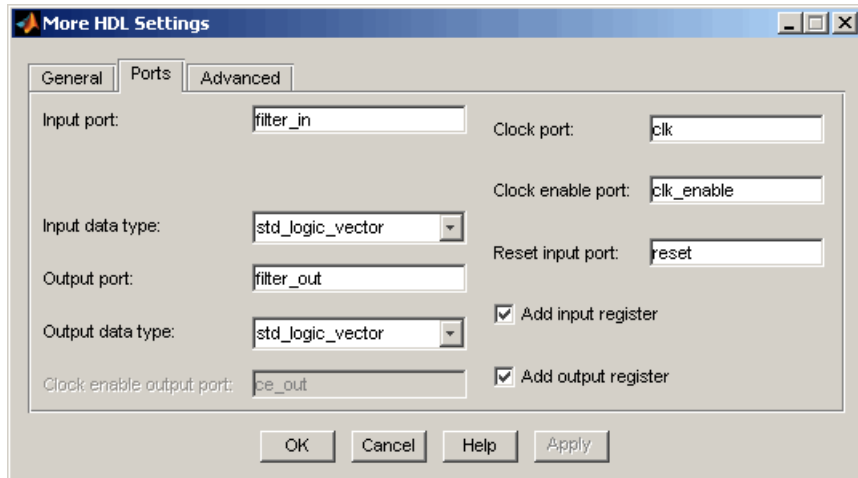 More HDL Settings
General Ports Advanced
Input port: filter_in
Clock port: clk
Clock enable port: clk_enable
Input data type: std_logic_vector
Reset input port: reset
Output port: filter_out
Add input register
Output data type: std_logic_vector
Add output register
Clock enable output port: ce_out
OK Cancel Help Apply